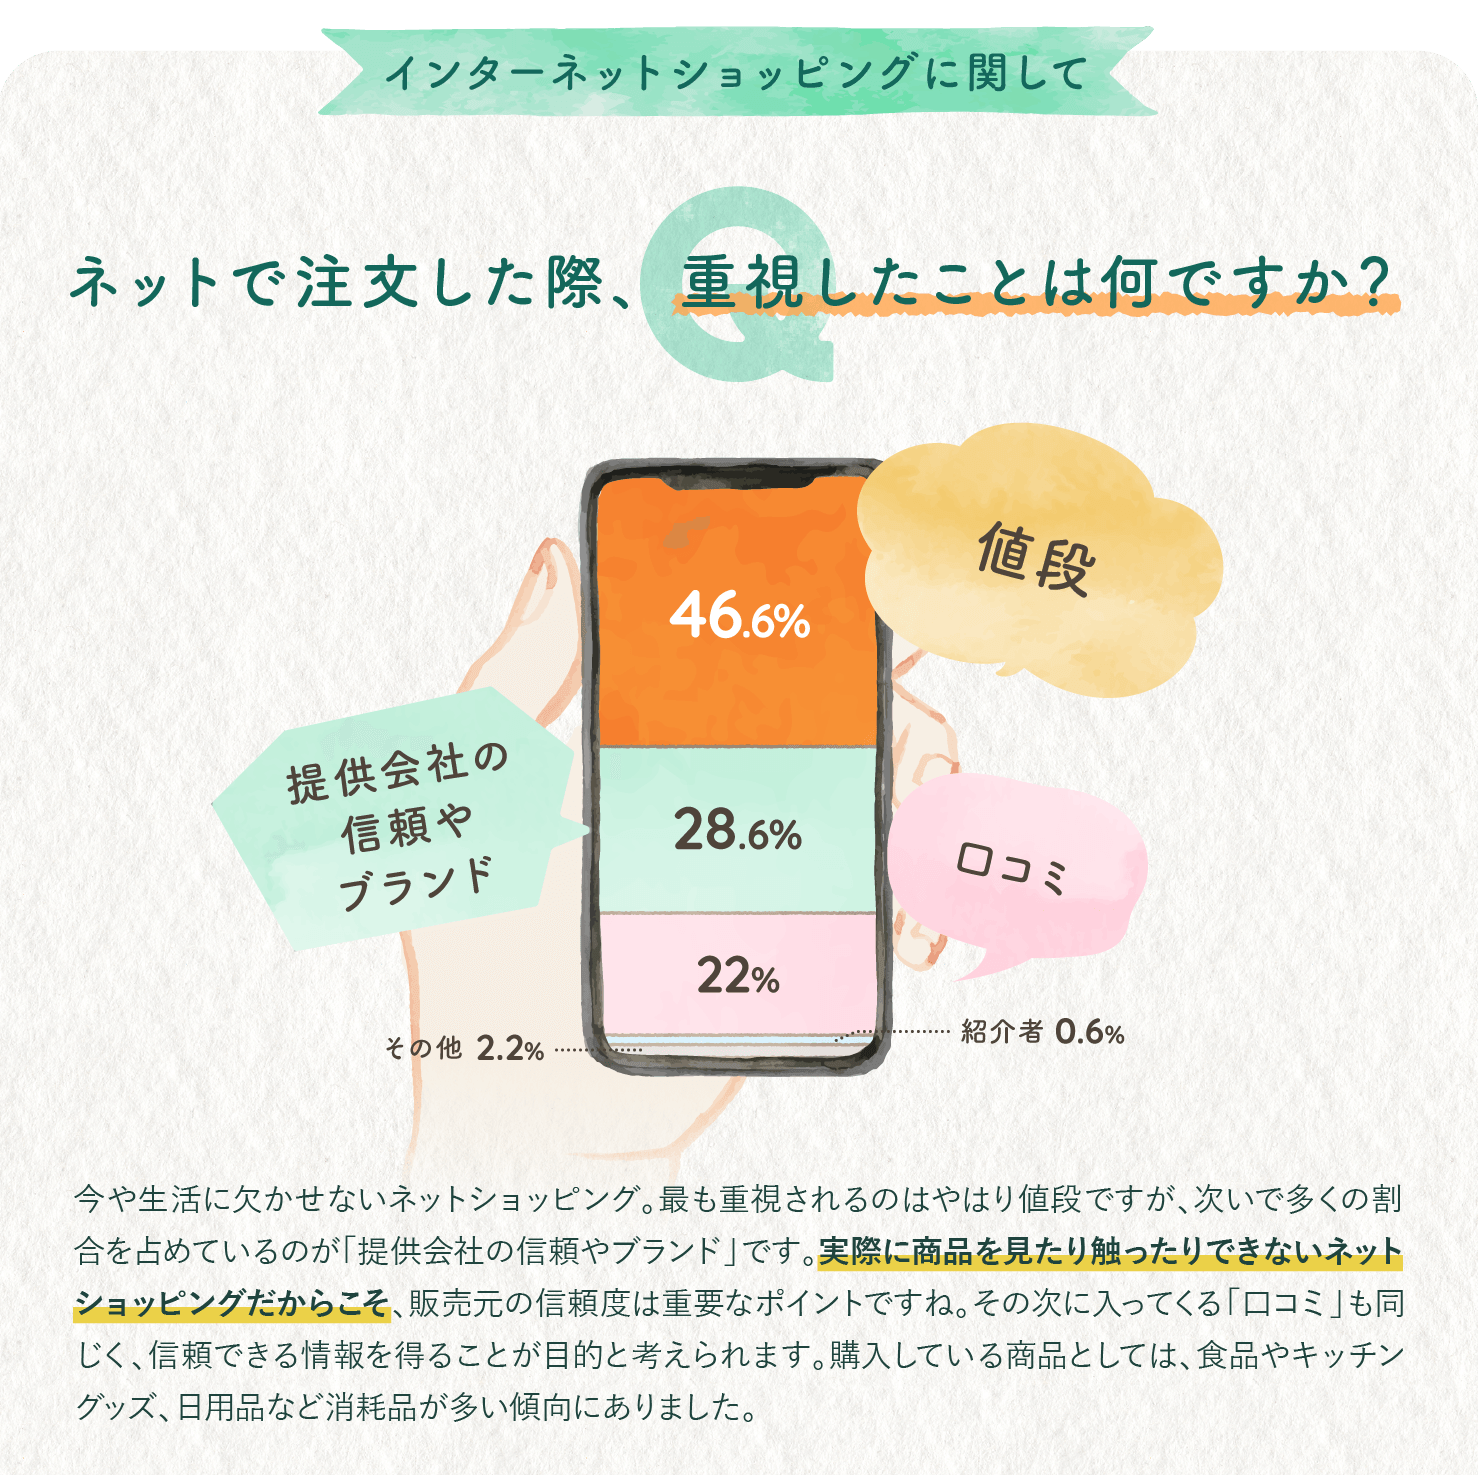 インターネットショッピングに関して
Q
ネットで注文した際、重視したことは何ですか?
値段
46.6%
提供会社の
信頼や
ブランド
28.6%
口コミ
22%
その他 2.2%
紹介者 0.6%
今や生活に欠かせないネットショッピング。最も重視されるのはやはり値段ですが、次いで多くの割
合を占めているのが「提供会社の信頼やブランド」です。実際に商品を見たり触ったりできないネット
ショッピングだからこそ、販売元の信頼度は重要なポイントですね。その次に入ってくる「口コミ」も同
じく、信頼できる情報を得ることが目的と考えられます。購入している商品としては、食品やキッチン
グッズ、日用品など消耗品が多い傾向にありました。